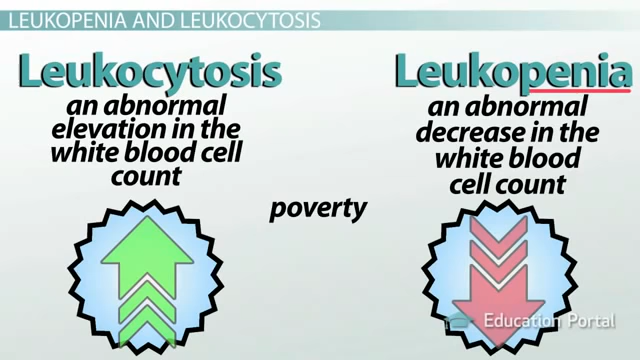 LEUKOPENIA AND LEUKOCYTOSIS
Leukocytosis
an abnormal
elevation in the
white blood cell
count
Leukopenia
an abnormal
decrease in the
white blood
cell count
poverty
Education Portal